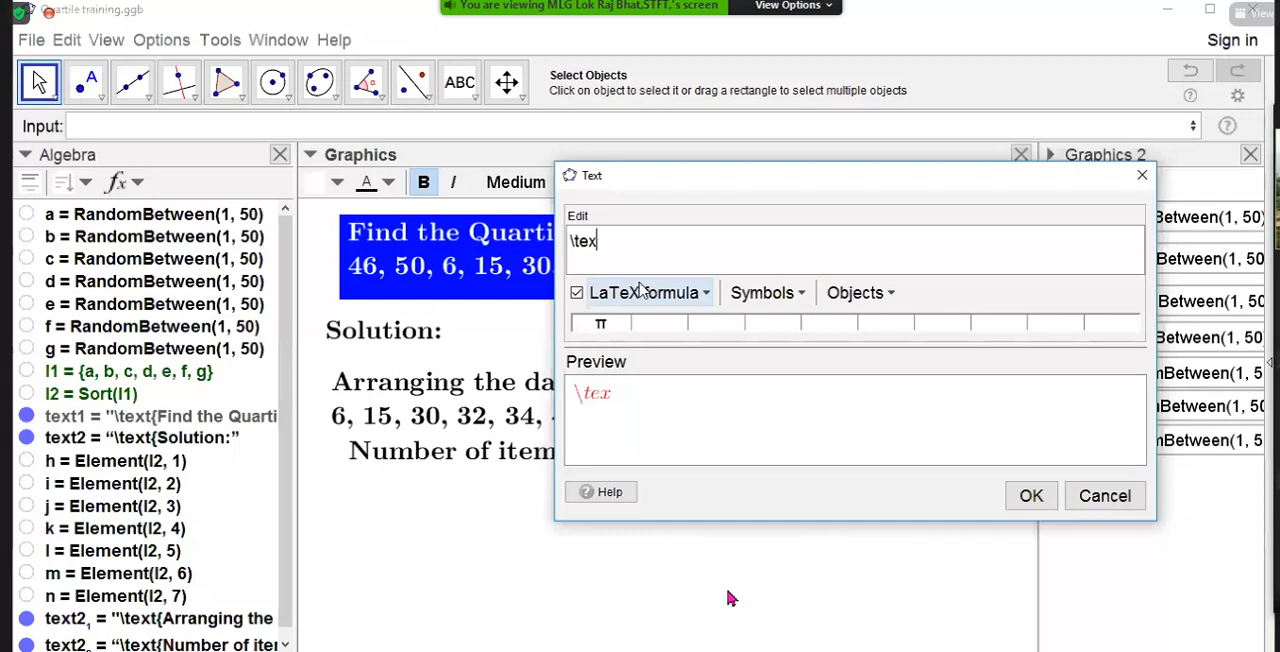 Quartile training.ggb
You are viewing MLG Lok Raj Bhat,STFT,'s screen
View Options
View
File Edit View Options Tools Window Help
Sign in
A
ABC
Select Objects
Click on object to select it or drag a rectangle to select multiple objects
Input:
Algebra
Graphics
Graphics 2
fx
A
B
I
Medium
a = RandomBetween(1, 50)
b = RandomBetween(1, 50)
c = RandomBetween(1, 50)
d = RandomBetween(1, 50)
e = RandomBetween(1, 50)
f = RandomBetween(1, 50)
g = RandomBetween(1, 50)
l1 = {a, b, c, d, e, f, g}
l2 = Sort(l1)
text1 = "\text{Find the Quarti
text2 = “\text{Solution:”
h = Element(l2, 1)
i = Element(l2, 2)
j = Element(l2, 3)
k = Element(l2, 4)
l = Element(l2, 5)
m = Element(l2, 6)
n = Element(l2, 7)
text2₁ = "\text{Arranging the
text2 = “\text{Number of iter
Find the Quarti
46, 50, 6, 15, 30,
Solution:
Arranging the da
6, 15, 30, 32, 34,
Number of item
Text
Edit
\tex
LaTeX formula
Symbols
Objects
π
Preview
\tex
Help
OK
Cancel
Between(1, 50)
Between(1, 50
Between(1, 50)
Between(1, 50)
mBetween(1, 5
mBetween(1, 50
mBetween(1, 5